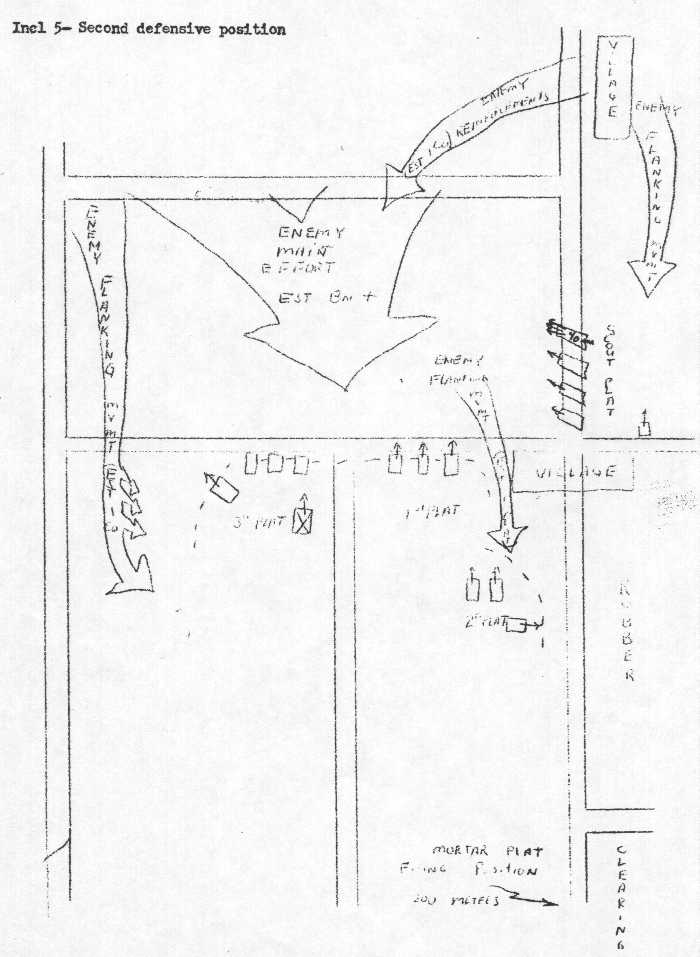 Incl 5- Second defensive position
VILLAGE
ENEMY
EST 1 Co) REINFORCEMENTS
ENEMY
FLANKING
MVMT
ENEMY
MAIN
EFFORT
EST Bn +
ENEMY
FLANKING
MVMT EST 1 Co
SCOUT PLAT
ENEMY
FLANKING
MVMT
VILLAGE
3rd PLAT
1st PLAT
2nd PLAT
RUBBER
MORTAR PLAT
FIRING POSITION
200 METERS
CLEARING